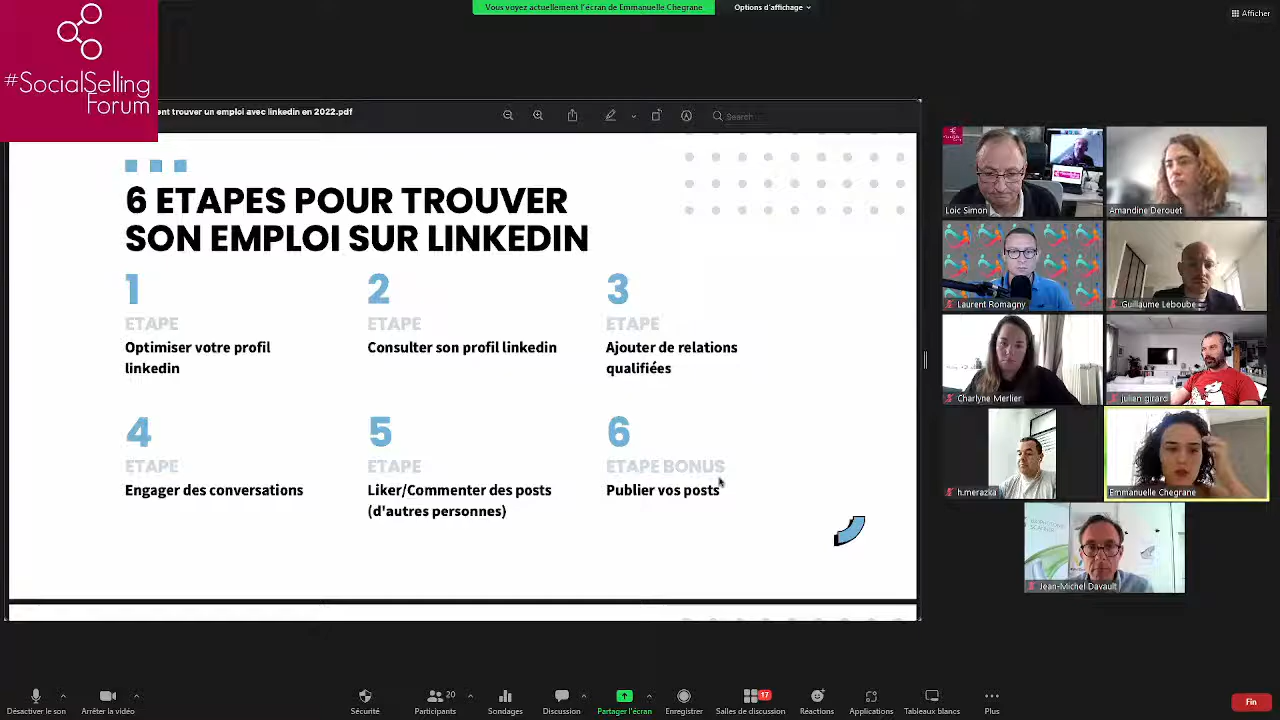 Vous voyez actuellement l'écran de Emmanuelle Chegrane
Options d'affichage
Afficher
#SocialSelling
Forum
ent trouver un emploi avec linkedin en 2022.pdf
Search
6 ETAPES POUR TROUVER
SON EMPLOI SUR LINKEDIN
1
ETAPE
Optimiser votre profil
linkedin
2
ETAPE
Consulter son profil linkedin
3
ETAPE
Ajouter de relations
qualifiées
4
ETAPE
Engager des conversations
5
ETAPE
Liker/Commenter des posts
(d'autres personnes)
6
ETAPE BONUS
Publier vos posts
Loic Simon
Amandine Derouet
Laurent Romagny
Guillaume Leboube
Charlyne Merlier
julian girard
h.merazka
Emmanuelle Chegrane
Jean-Michel Davault
Désactiver le son
Arrêter la vidéo
Sécurité
20
Participants
Sondages
Discussion
Partager l'écran
Enregistrer
17
Salles de discussion
Réactions
Applications
Tableaux blancs
Plus
Fin